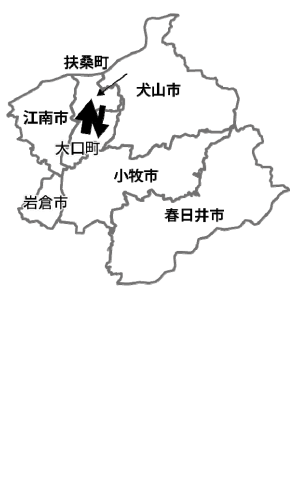 扶桑町
犬山市
江南市
大口町
小牧市
岩倉市
春日井市